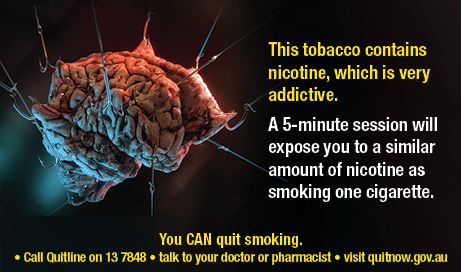 This tobacco contains
nicotine, which is very
addictive.
A 5-minute session will
expose you to a similar
amount of nicotine as
smoking one cigarette.
You CAN quit smoking.
• Call Quitline on 13 7848 • talk to your doctor or pharmacist • visit quitnow.gov.au